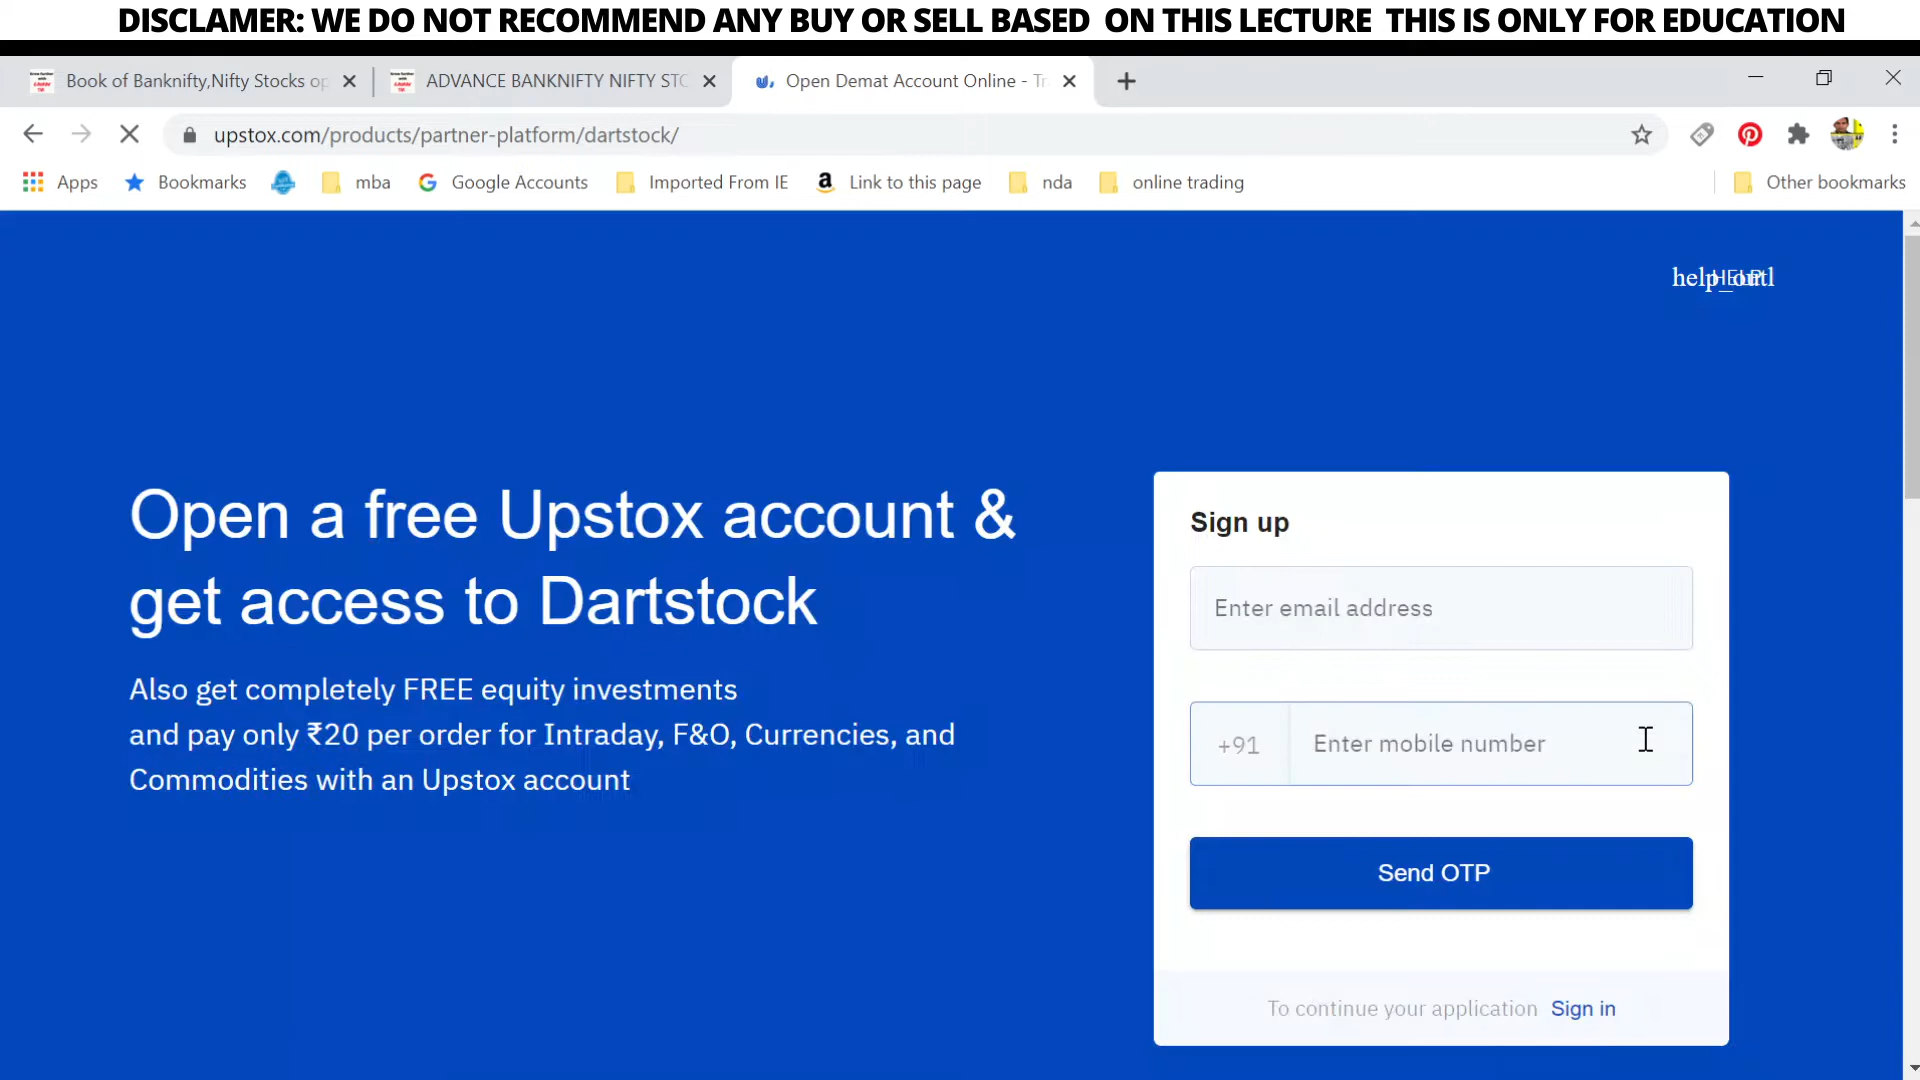 DISCLAMER: WE DO NOT RECOMMEND ANY BUY OR SELL BASED ON THIS LECTURE THIS IS ONLY FOR EDUCATION
Book of Banknifty,Nifty Stocks op
ADVANCE BANKNIFTY NIFTY STC
Open Demat Account Online - Tr
upstox.com/products/partner-platform/dartstock/
Apps
Bookmarks
mba
Google Accounts
Imported From IE
Link to this page
nda
online trading
Other bookmarks
Open a free Upstox account &
get access to Dartstock
Also get completely FREE equity investments
and pay only ₹20 per order for Intraday, F&O, Currencies, and
Commodities with an Upstox account
Sign up
Enter email address
+91
Enter mobile number
Send OTP
To continue your application Sign in